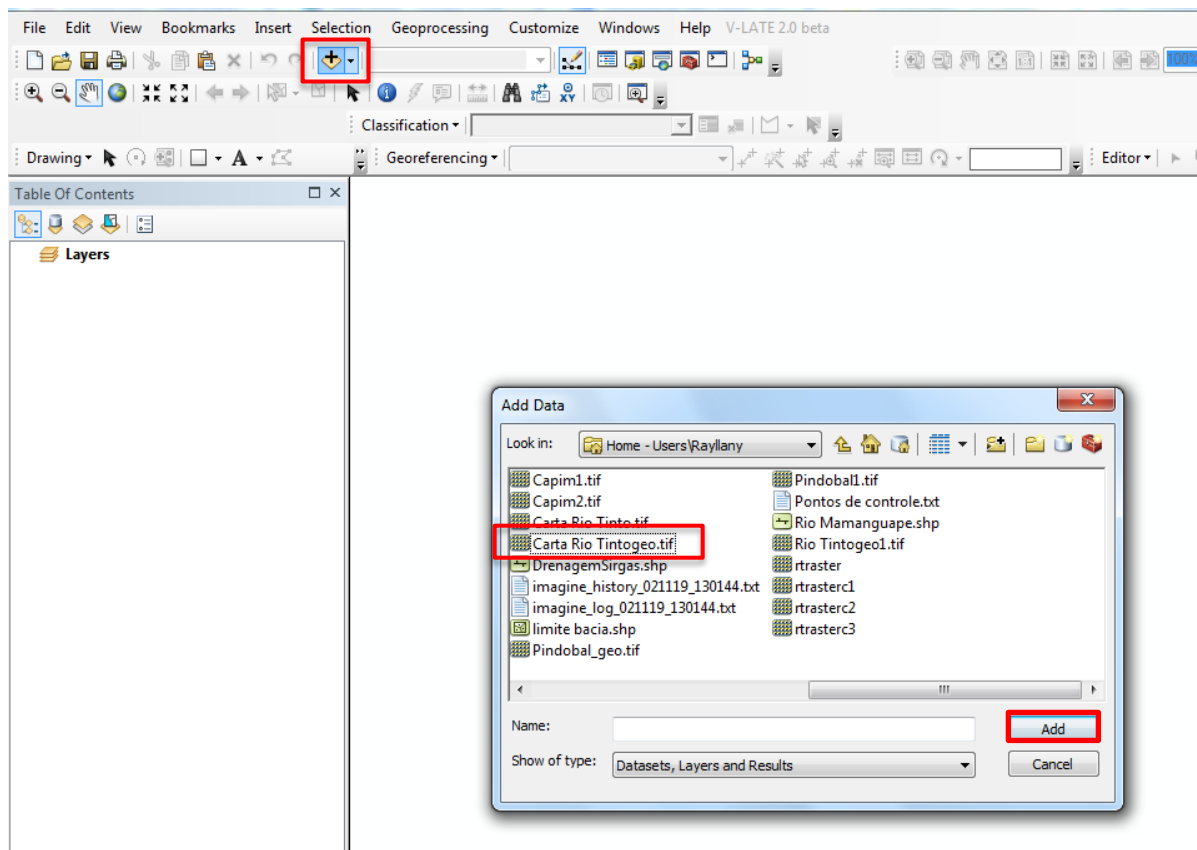 File Edit View Bookmarks Insert Selection Geoprocessing Customize Windows Help V-LATE 2.0 beta
100%
Classification
Drawing A Georeferencing Editor
Table Of Contents
Layers
Add Data
Look in: Home - Users\Rayllany
Capim1.tif
Capim2.tif
Carta Rio Tinto.tif
Carta Rio Tintogeo.tif
DrenagemSirgas.shp
imagine_history_021119_130144.txt
imagine_log_021119_130144.txt
limite bacia.shp
Pindobal_geo.tif
Pindobal1.tif
Pontos de controle.txt
Rio Mamanguape.shp
Rio Tintogeo1.tif
rtraster
rtrasterc1
rtrasterc2
rtrasterc3
Name: Add
Show of type: Datasets, Layers and Results Cancel